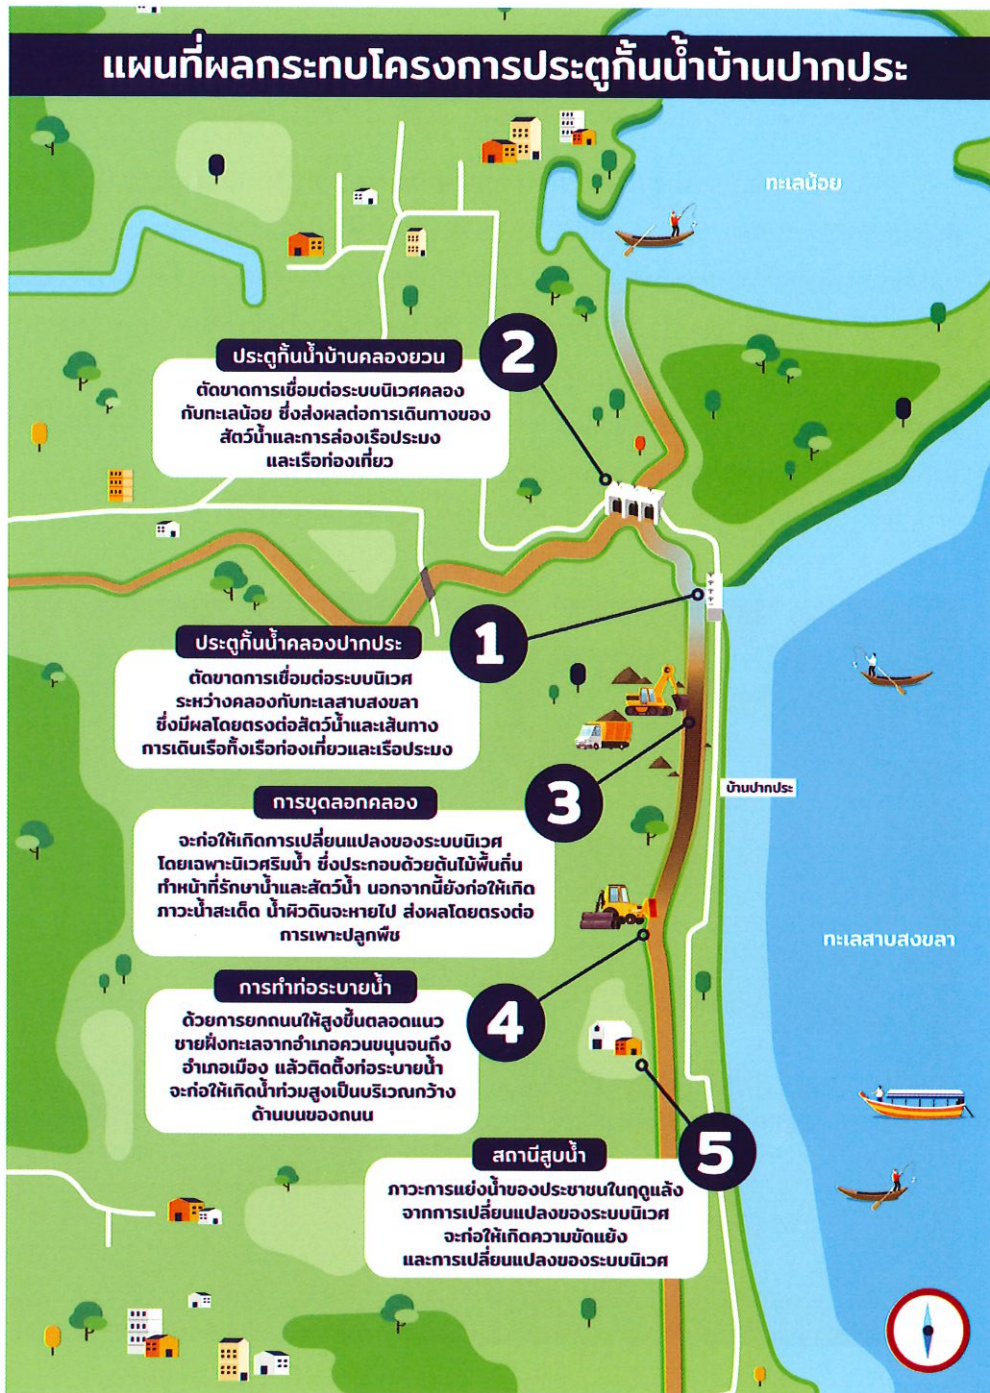 แผนที่ผลกระทบโครงการประตูกั้นน้ำบ้านปากประ
ทะเลน้อย
2
ประตูกั้นน้ำบ้านคลองยวน
ตัดขาดการเชื่อมต่อระบบนิเวศคลอง
กับทะเลน้อย ซึ่งส่งผลต่อการเดินทางของ
สัตว์น้ำและการล่องเรือประมง
และเรือท่องเที่ยว
1
ประตูกั้นน้ำคลองปากประ
ตัดขาดการเชื่อมต่อระบบนิเวศ
ระหว่างคลองกับทะเลสาบสงขลา
ซึ่งมีผลโดยตรงต่อสัตว์น้ำและเส้นทาง
การเดินเรือทั้งเรือท่องเที่ยวและเรือประมง
3
บ้านปากประ
การขุดลอกคลอง
จะก่อให้เกิดการเปลี่ยนแปลงของระบบนิเวศ
โดยเฉพาะนิเวศริมน้ำ ซึ่งประกอบด้วยต้นไม้พื้นถิ่น
ทำหน้าที่รักษาน้ำและสัตว์น้ำ นอกจากนี้ยังก่อให้เกิด
ภาวะน้ำสะเด็ด น้ำผิวดินจะหายไป ส่งผลโดยตรงต่อ
การเพาะปลูกพืช
ทะเลสาบสงขลา
4
การทำท่อระบายน้ำ
ด้วยการยกถนนให้สูงขึ้นตลอดแนว
ชายฝั่งทะเลจากอำเภอควนขนุนจนถึง
อำเภอเมือง แล้วติดตั้งท่อระบายน้ำ
จะก่อให้เกิดน้ำท่วมสูงเป็นบริเวณกว้าง
ด้านบนของถนน
5
สถานีสูบน้ำ
ภาวะการแย่งน้ำของประชาชนในฤดูแล้ง
จากการเปลี่ยนแปลงของระบบนิเวศ
จะก่อให้เกิดความขัดแย้ง
และการเปลี่ยนแปลงของระบบนิเวศ